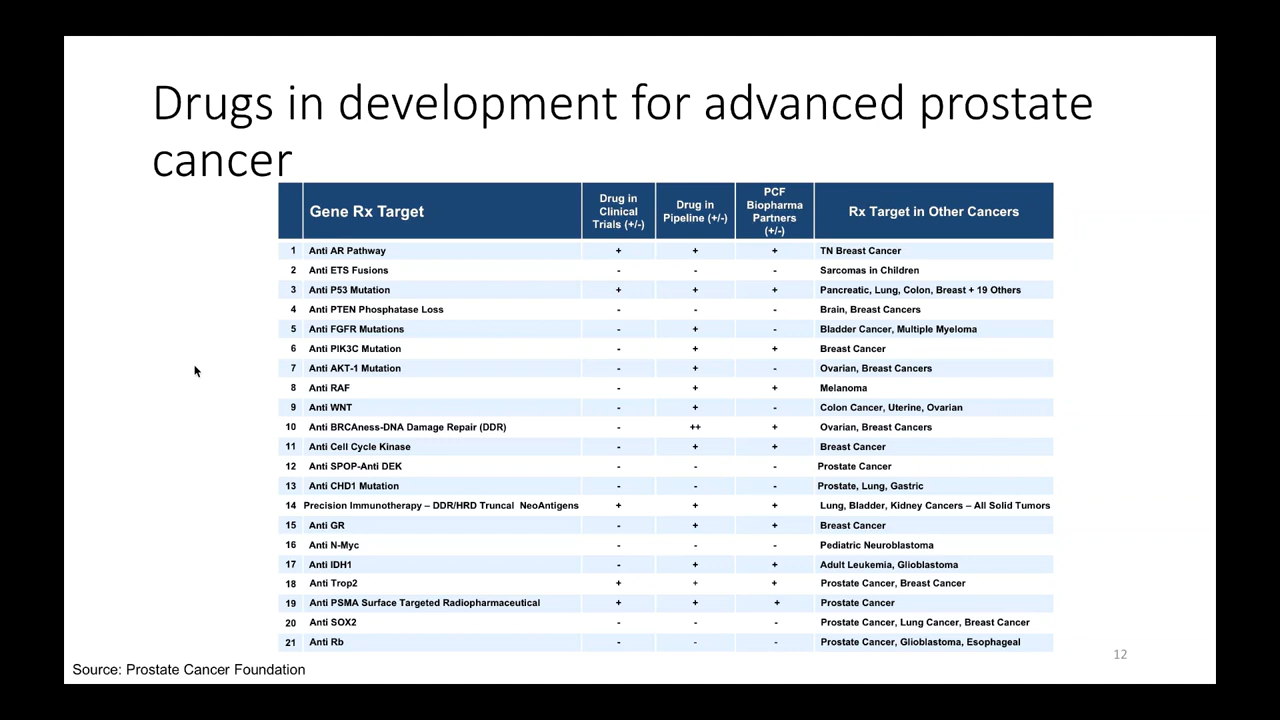 Drugs in development for advanced prostate
cancer
Gene Rx Target Drug in Clinical Trials (+/-) Drug in Pipeline (+/-) PCF Biopharma Partners (+/-) Rx Target in Other Cancers
1 Anti AR Pathway + + + TN Breast Cancer
2 Anti ETS Fusions - - - Sarcomas in Children
3 Anti P53 Mutation + + + Pancreatic, Lung, Colon, Breast + 19 Others
4 Anti PTEN Phosphatase Loss - - - Brain, Breast Cancers
5 Anti FGFR Mutations - + - Bladder Cancer, Multiple Myeloma
6 Anti PIK3C Mutation - + + Breast Cancer
7 Anti AKT-1 Mutation - + - Ovarian, Breast Cancers
8 Anti RAF - + + Melanoma
9 Anti WNT - + - Colon Cancer, Uterine, Ovarian
10 Anti BRCAness-DNA Damage Repair (DDR) - ++ + Ovarian, Breast Cancers
11 Anti Cell Cycle Kinase - + + Breast Cancer
12 Anti SPOP-Anti DEK - - - Prostate Cancer
13 Anti CHD1 Mutation - - - Prostate, Lung, Gastric
14 Precision Immunotherapy – DDR/HRD Truncal NeoAntigens + + + Lung, Bladder, Kidney Cancers – All Solid Tumors
15 Anti GR - + + Breast Cancer
16 Anti N-Myc - - - Pediatric Neuroblastoma
17 Anti IDH1 - + + Adult Leukemia, Glioblastoma
18 Anti Trop2 + + + Prostate Cancer, Breast Cancer
19 Anti PSMA Surface Targeted Radiopharmaceutical + + + Prostate Cancer
20 Anti SOX2 - - - Prostate Cancer, Lung Cancer, Breast Cancer
21 Anti Rb - - - Prostate Cancer, Glioblastoma, Esophageal
12
Source: Prostate Cancer Foundation